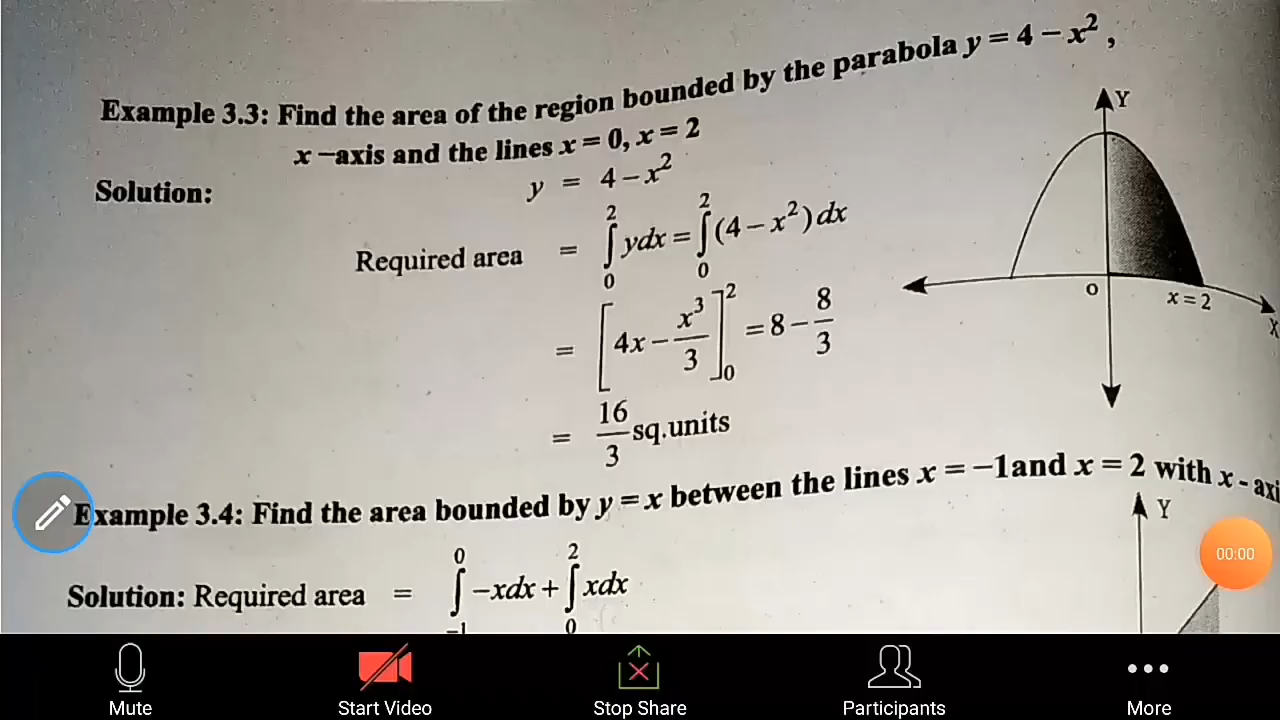 Example 3.3: Find the area of the region bounded by the parabola y = 4 – x² ,
x –axis and the lines x = 0, x = 2
Solution: y = 4 – x²
Required area = ∫₀² ydx = ∫₀² (4 – x²) dx
= [4x – x³/3]₀² = 8 – 8/3
= 16/3 sq.units
Y
O
x = 2
X
Example 3.4: Find the area bounded by y = x between the lines x = –1and x = 2 with x - axi
Y
Solution: Required area = ∫₋₁⁰ –xdx + ∫₀² xdx
00:00
Mute
Start Video
Stop Share
Participants
More